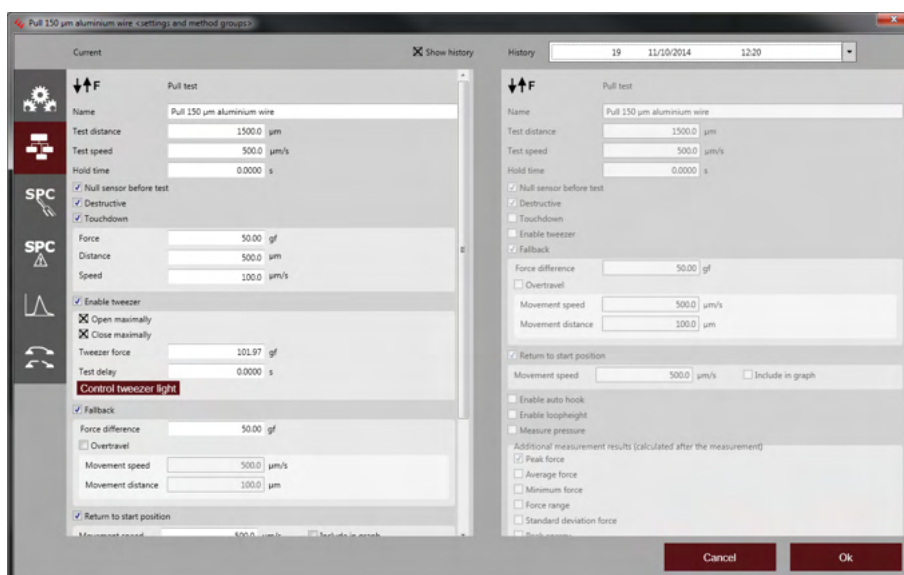 Pull 150 µm aluminium wire <settings and method groups>
Current
Show history
History
19 11/10/2014 12:20
F
Pull test
Name
Pull 150 µm aluminium wire
Test distance
1500.0 µm
Test speed
500.0 µm/s
Hold time
0.0000 s
Null sensor before test
Destructive
Touchdown
Force
50.00 gf
Distance
500.0 µm
Speed
100.0 µm/s
Enable tweezer
Open maximally
Close maximally
Tweezer force
101.97 gf
Test delay
0.0000 s
Control tweezer light
Fallback
Force difference
50.00 gf
Overtravel
Movement speed
500.0 µm/s
Movement distance
100.0 µm
Return to start position
Movement speed
500.0 µm/s
Include in graph
SPC
SPC
F
Pull test
Name
Pull 150 µm aluminium wire
Test distance
1500.0 µm
Test speed
500.0 µm/s
Hold time
0.0000 s
Null sensor before test
Destructive
Touchdown
Enable tweezer
Fallback
Force difference
50.00 gf
Overtravel
Movement speed
500.0 µm/s
Movement distance
100.0 µm
Return to start position
Movement speed
500.0 µm/s
Include in graph
Enable auto hook
Enable loopheight
Measure pressure
Additional measurement results (calculated after the measurement)
Peak force
Average force
Minimum force
Force range
Standard deviation force
Cancel
Ok